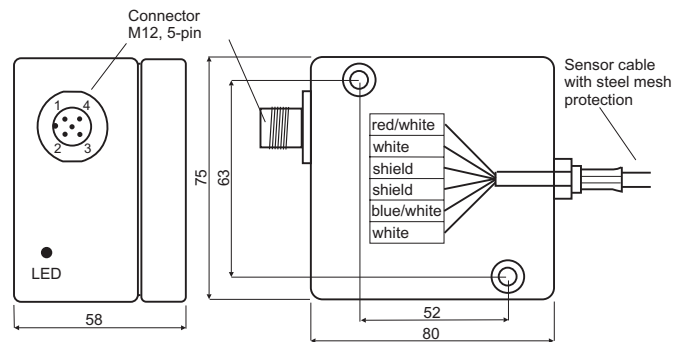 Connector
M12, 5-pin
Sensor cable
with steel mesh
protection
1 4
2 3
LED
58
75
63
red/white
white
shield
shield
blue/white
white
52
80